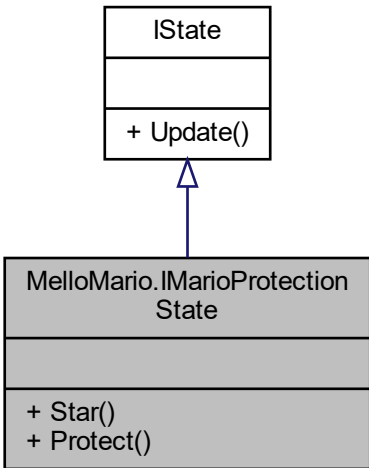 IState
+ Update()
MelloMario.IMarioProtection
State
+ Star()
+ Protect()